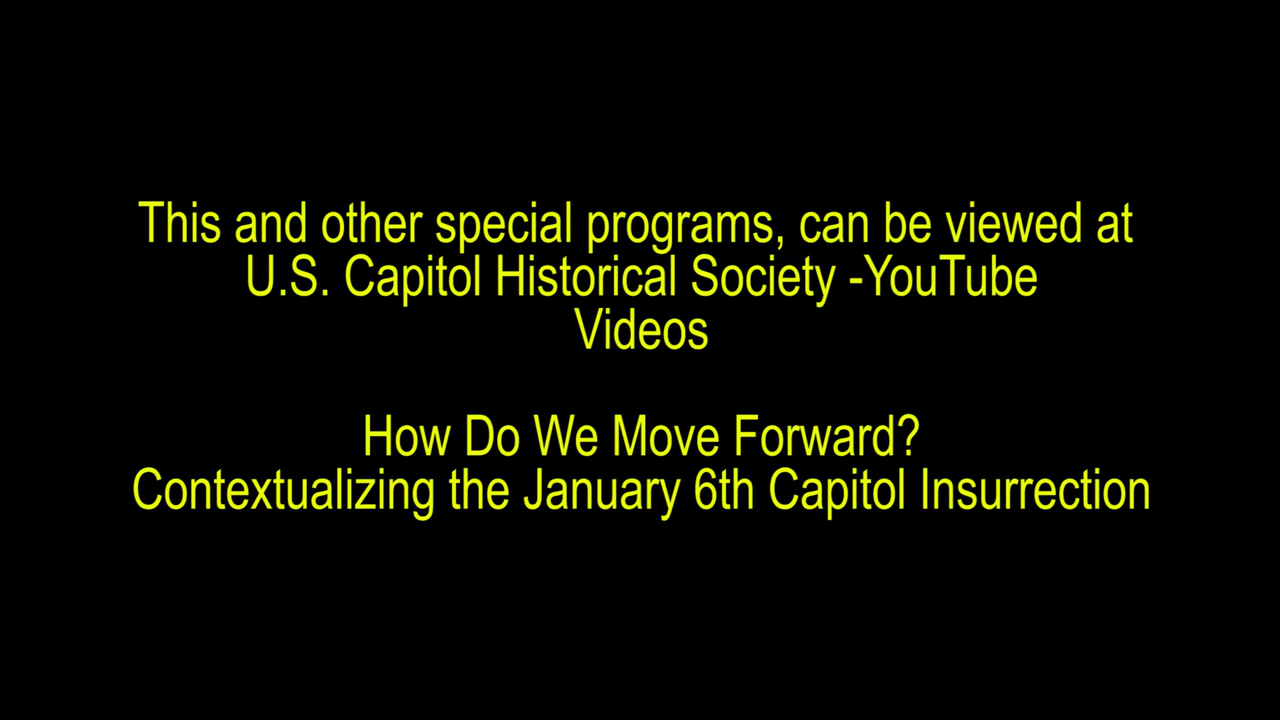 This and other special programs, can be viewed at
U.S. Capitol Historical Society -YouTube
Videos
How Do We Move Forward?
Contextualizing the January 6th Capitol Insurrection